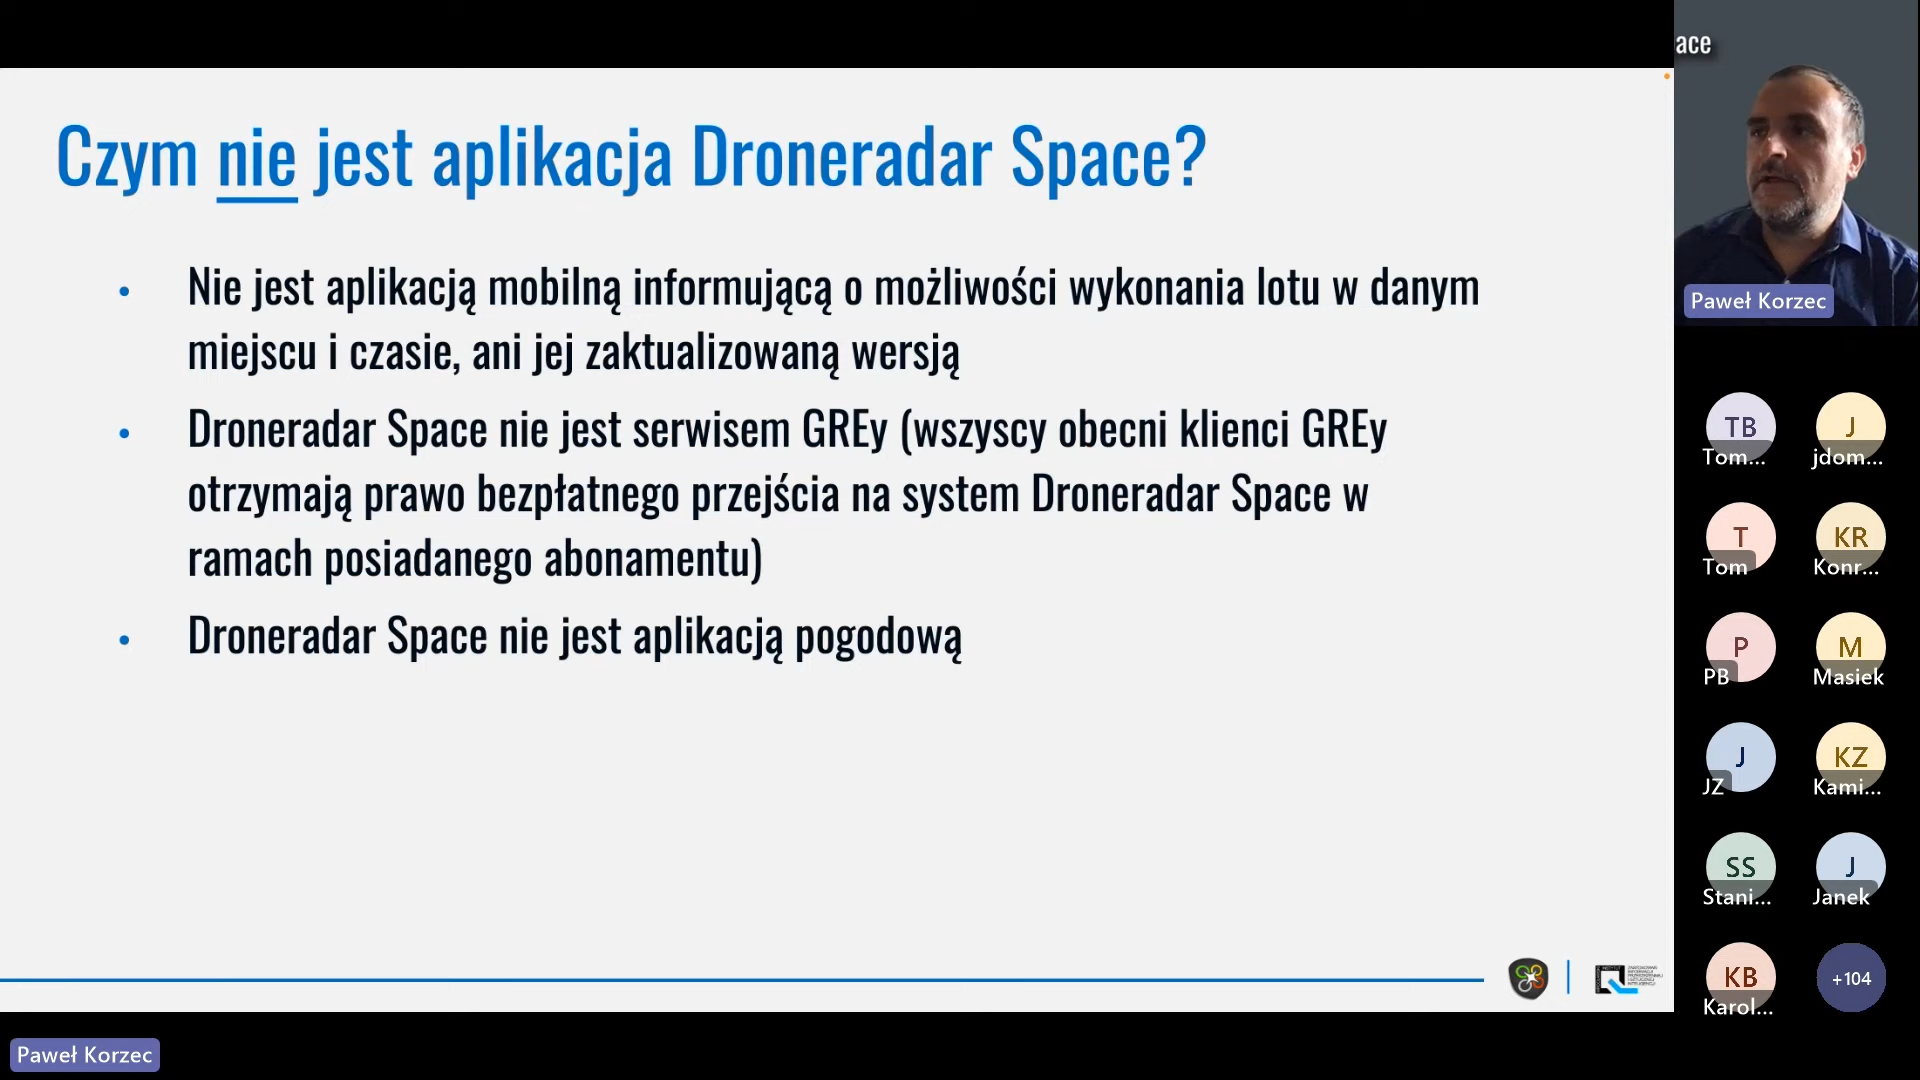 Czym nie jest aplikacja Droneradar Space?
• Nie jest aplikacją mobilną informującą o możliwości wykonania lotu w danym
miejscu i czasie, ani jej zaktualizowaną wersją
• Droneradar Space nie jest serwisem GREy (wszyscy obecni klienci GREy
otrzymają prawo bezpłatnego przejścia na system Droneradar Space w
ramach posiadanego abonamentu)
• Droneradar Space nie jest aplikacją pogodową
Paweł Korzec
ace
Paweł Korzec
TB
Tom...
J
jdom...
T
Tom
KR
Konr...
P
PB
M
Masiek
J
JZ
KZ
Kami...
SS
Stani...
J
Janek
KB
Karol...
+104